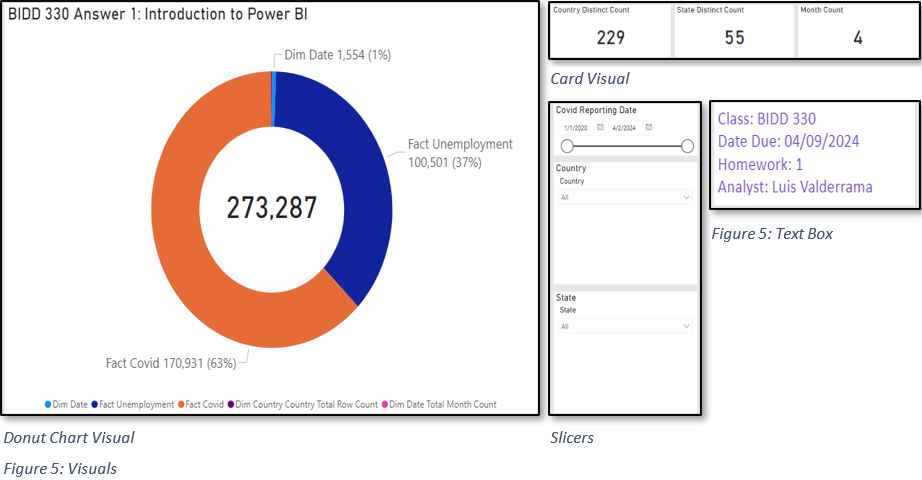 BIDD 330 Answer 1: Introduction to Power BI
Dim Date 1,554 (1%)
Fact Unemployment
100,501 (37%)
273,287
Fact Covid 170,931 (63%)
Dim Date Fact Unemployment Fact Covid Dim Country Country Total Row Count Dim Date Total Month Count
Donut Chart Visual
Figure 5: Visuals
Country Distinct Count State Distinct Count Month Count
229 55 4
Card Visual
Covid Reporting Date
1/1/2020 4/2/2024
Country
Country
All
State
State
All
Slicers
Class: BIDD 330
Date Due: 04/09/2024
Homework: 1
Analyst: Luis Valderrama
Figure 5: Text Box